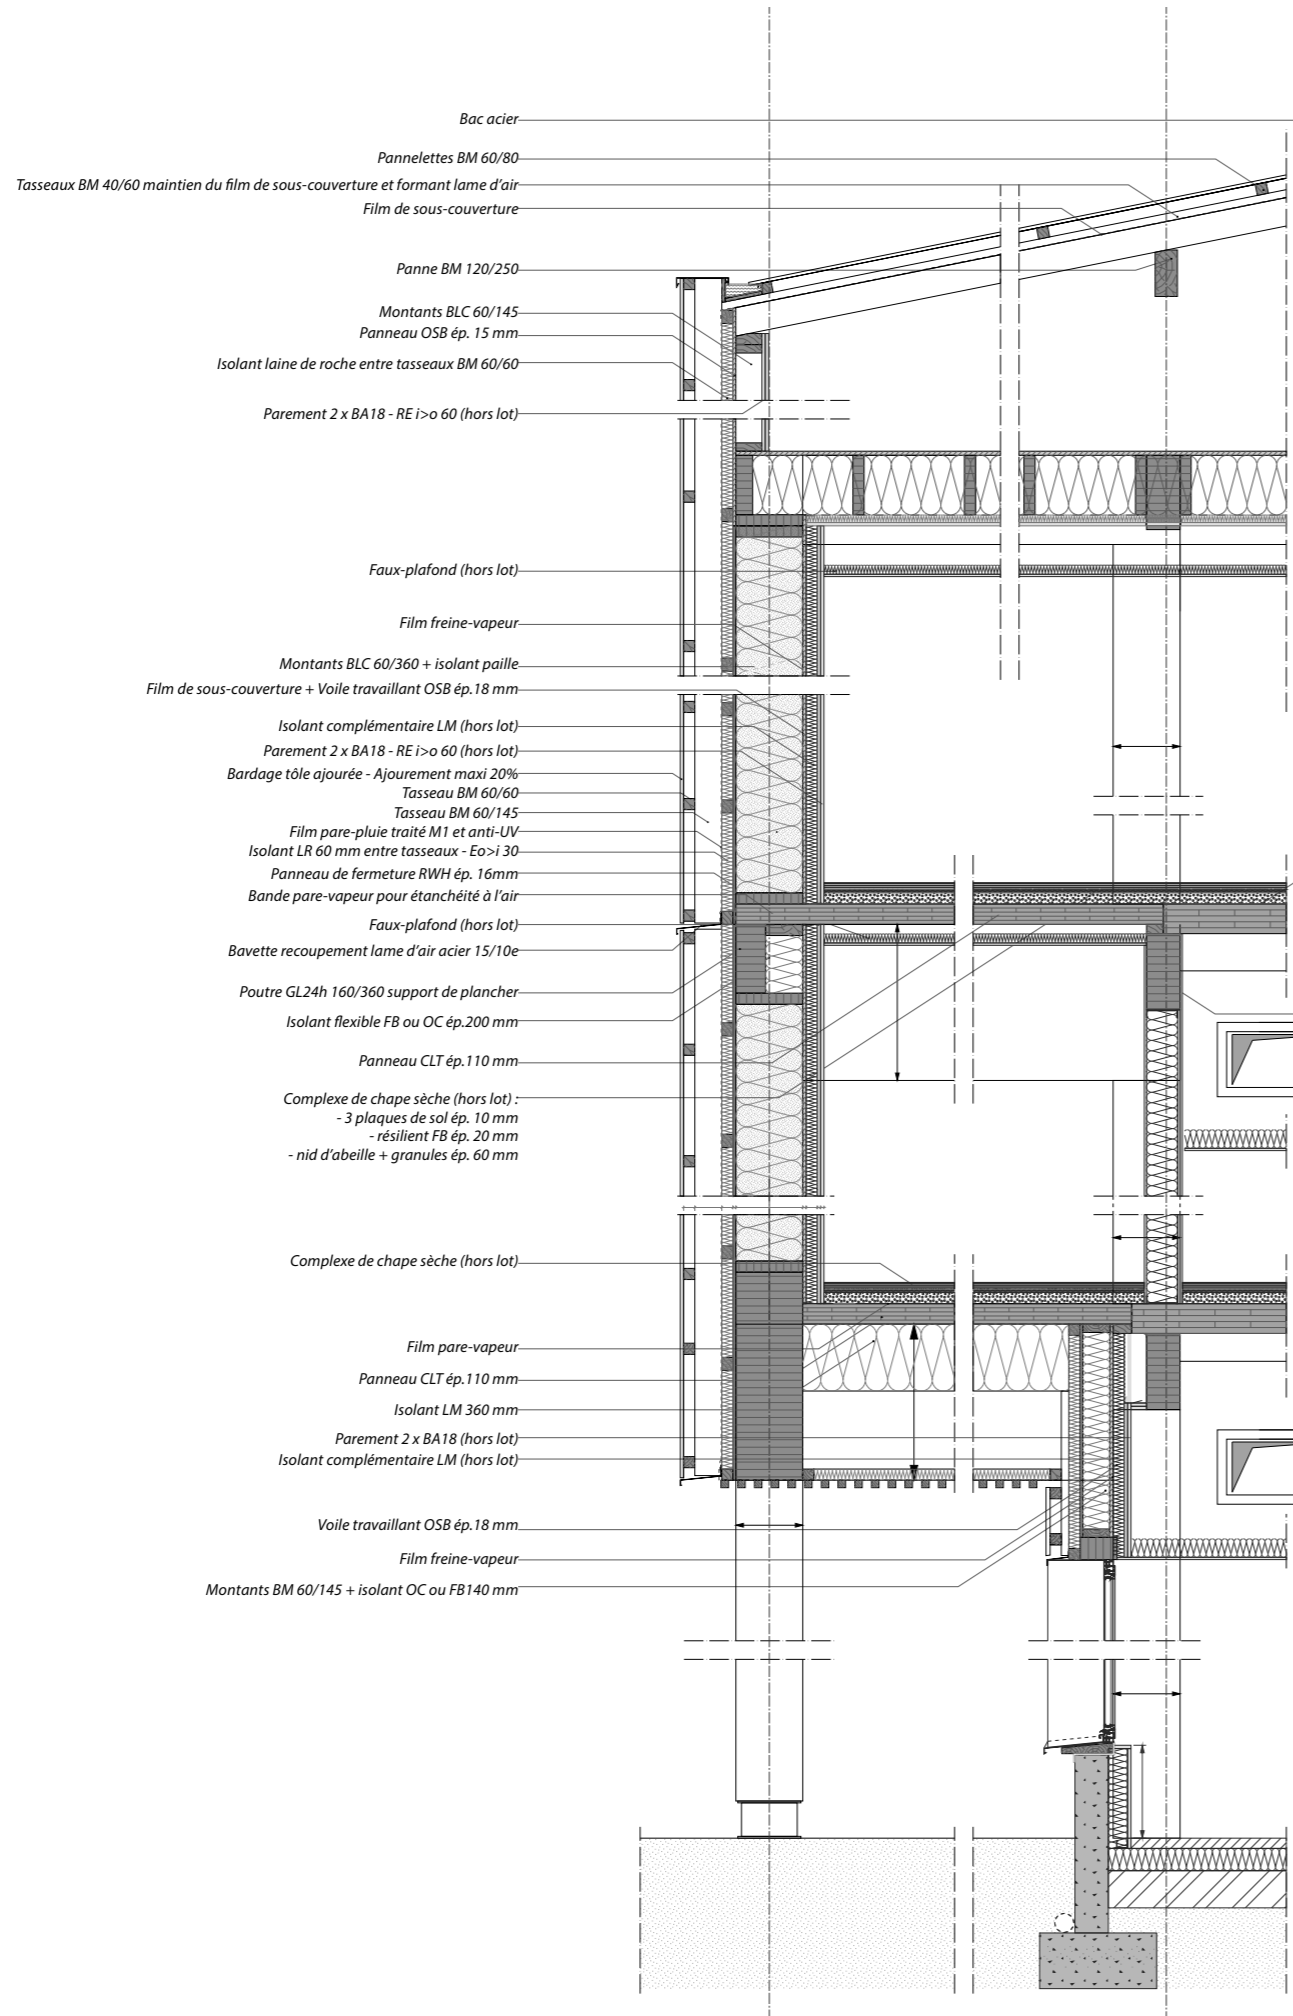 Bac acier
Pannelettes BM 60/80
Tasseaux BM 40/60 maintien du film de sous-couverture et formant lame d'air
Film de sous-couverture
Panne BM 120/250
Montants BLC 60/145
Panneau OSB ép. 15 mm
Isolant laine de roche entre tasseaux BM 60/60
Parement 2 x BA18 - RE i>o 60 (hors lot)
Faux-plafond (hors lot)
Film freine-vapeur
Montants BLC 60/360 + isolant paille
Film de sous-couverture + Voile travaillant OSB ép.18 mm
Isolant complémentaire LM (hors lot)
Parement 2 x BA18 - RE i>o 60 (hors lot)
Bardage tôle ajourée - Ajourement maxi 20%
Tasseau BM 60/60
Tasseau BM 60/145
Film pare-pluie traité M1 et anti-UV
Isolant LR 60 mm entre tasseaux - Eo>i 30
Panneau de fermeture RWH ép. 16mm
Bande pare-vapeur pour étanchéité à l'air
Faux-plafond (hors lot)
Bavette recoupement lame d'air acier 15/10e
Poutre GL24h 160/360 support de plancher
Isolant flexible FB ou OC ép.200 mm
Panneau CLT ép.110 mm
Complexe de chape sèche (hors lot) :
- 3 plaques de sol ép. 10 mm
- résilient FB ép. 20 mm
- nid d'abeille + granules ép. 60 mm
Complexe de chape sèche (hors lot)
Film pare-vapeur
Panneau CLT ép.110 mm
Isolant LM 360 mm
Parement 2 x BA18 (hors lot)
Isolant complémentaire LM (hors lot)
Voile travaillant OSB ép.18 mm
Film freine-vapeur
Montants BM 60/145 + isolant OC ou FB140 mm